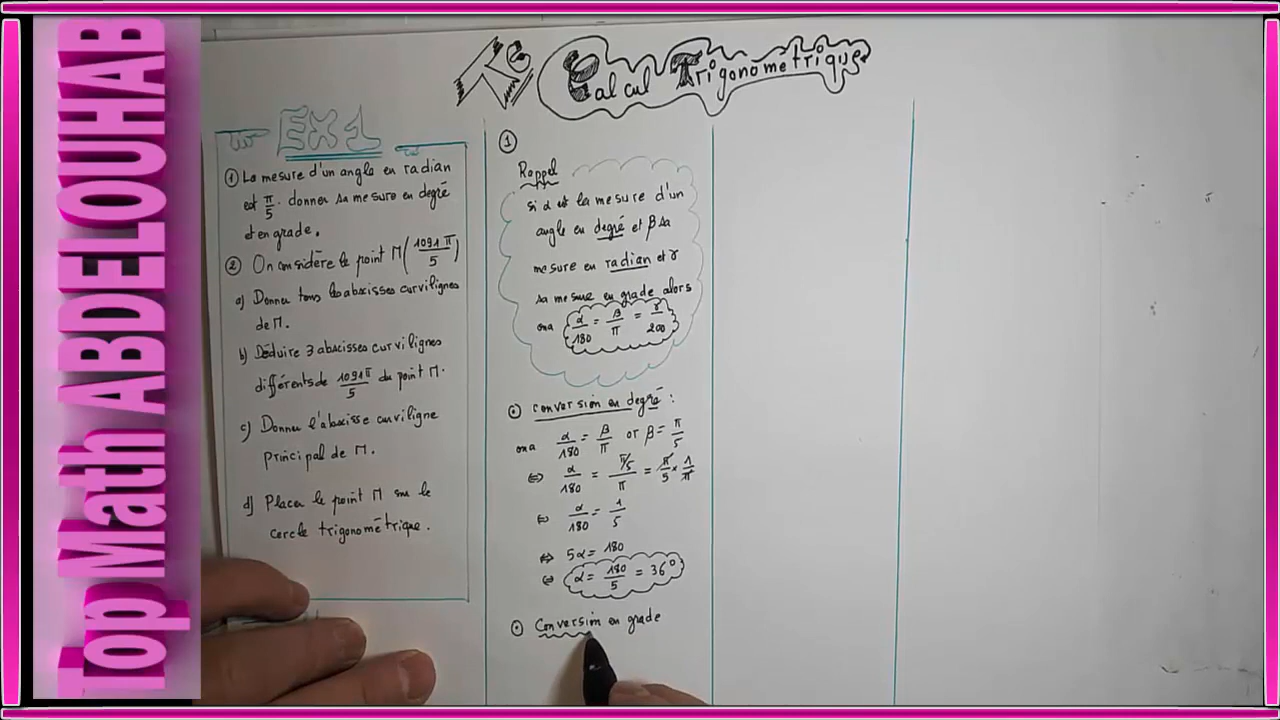 Top Math ABDELOUHAB
TC Calcul Trigonometrique
EX1
① La mesure d'un angle en radian
est π/5. donner sa mesure en degré
et en grade.
② On considère le point M(1091π/5)
a) Donner tous les abscisses curvilignes
de M.
b) Déduire 3 abscisses curvilignes
différents de 1091π/5 du point M.
c) Donner l'abscisse curviligne
principal de M.
d) Placer le point M sur le
cercle trigonométrique.
①
Rappel
si α est la mesure d'un
angle en degré et β sa
mesure en radian et γ
sa mesure en grade alors
on a α/180 = β/π = γ/200
• conversion en degré :
on a α/180 = β/π or β = π/5
⇔ α/180 = π/5/π = π/5 × 1/π
⇔ α/180 = 1/5
⇔ 5α = 180
⇔ α = 180/5 = 36°
• Conversion en grade